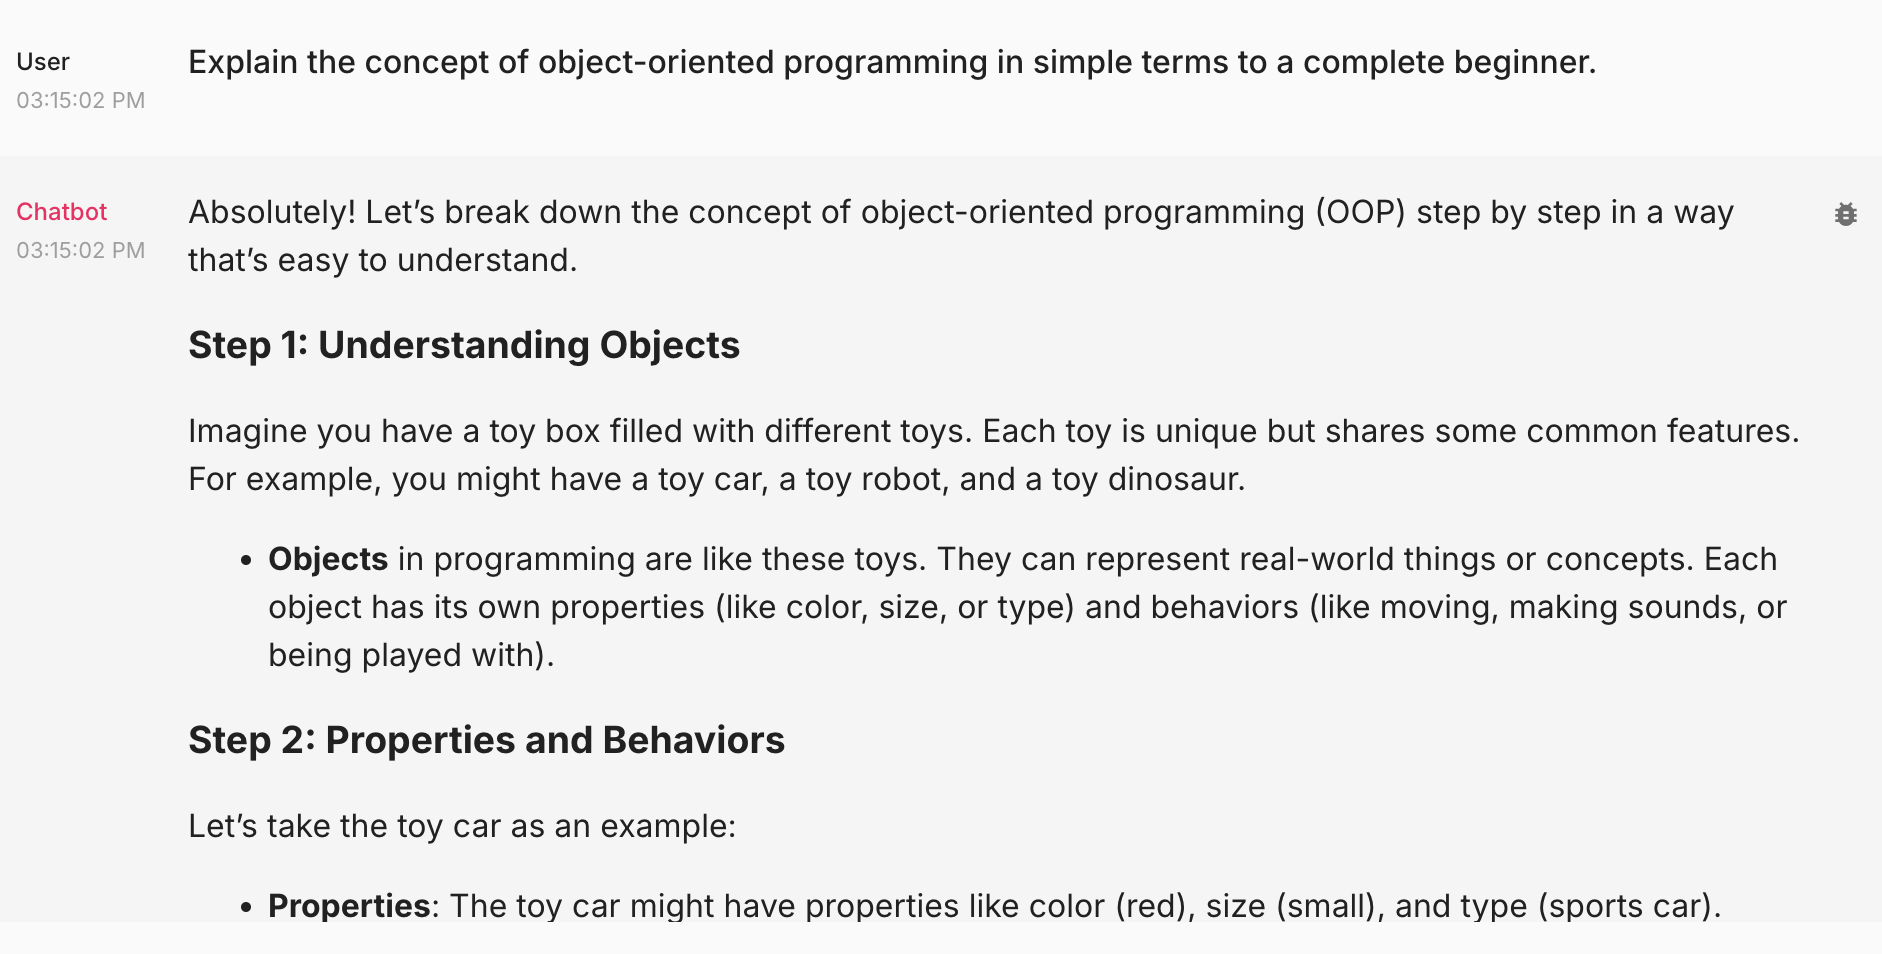 User
03:15:02 PM
Explain the concept of object-oriented programming in simple terms to a complete beginner.
Chatbot
03:15:02 PM
Absolutely! Let’s break down the concept of object-oriented programming (OOP) step by step in a way
that’s easy to understand.
Step 1: Understanding Objects
Imagine you have a toy box filled with different toys. Each toy is unique but shares some common features.
For example, you might have a toy car, a toy robot, and a toy dinosaur.
• Objects in programming are like these toys. They can represent real-world things or concepts. Each
object has its own properties (like color, size, or type) and behaviors (like moving, making sounds, or
being played with).
Step 2: Properties and Behaviors
Let’s take the toy car as an example:
• Properties: The toy car might have properties like color (red), size (small), and type (sports car).